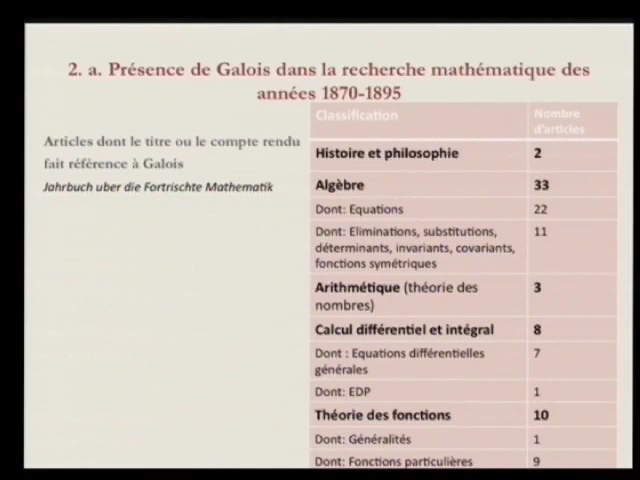 2. a. Présence de Galois dans la recherche mathématique des
années 1870-1895
Articles dont le titre ou le compte rendu
fait référence à Galois
Jahrbuch uber die Fortrischte Mathematik
Classification
Nombre
d'articles
Histoire et philosophie 2
Algèbre 33
Dont: Equations 22
Dont: Eliminations, substitutions, 11
déterminants, invariants, covariants,
fonctions symétriques
Arithmétique (théorie des 3
nombres)
Calcul différentiel et intégral 8
Dont : Equations différentielles 7
générales
Dont: EDP 1
Théorie des fonctions 10
Dont: Généralités 1
Dont: Fonctions particulières 9